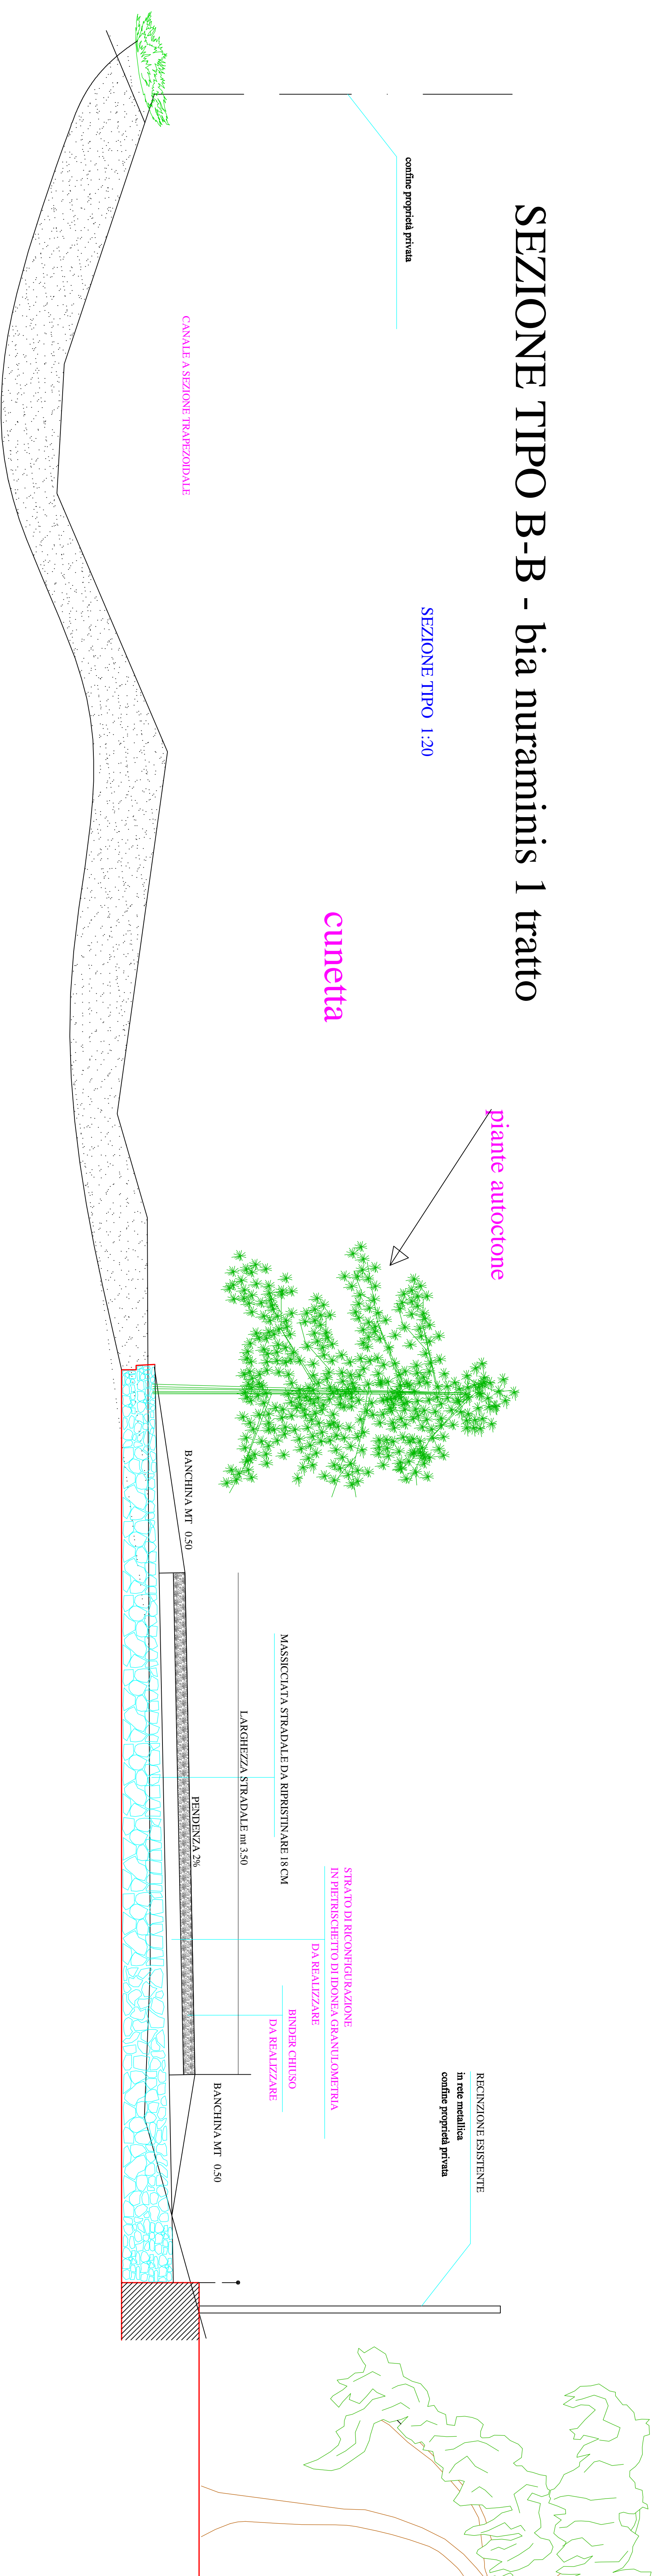 SEZIONE TIPO B-B - bia nuraminis 1 tratto
piante autoctone
RECINZIONE ESISTENTE
in rete metallica
confine proprietà privata
SEZIONE TIPO 1:20
confine proprietà privata
cunetta
STRATO DI RICONFIGURAZIONE
IN PIETRISCHETTO DI IDONEA GRANULOMETRIA
DA REALIZZARE
BINDER CHIUSO
DA REALIZZARE
MASSICCIATA STRADALE DA RIPRISTINARE 18 CM
LARGHEZZA STRADALE mt 3.50
BANCHINA MT 0.50
PENDENZA 2%
BANCHINA MT 0.50
CANALE A SEZIONE TRAPEZOIDALE